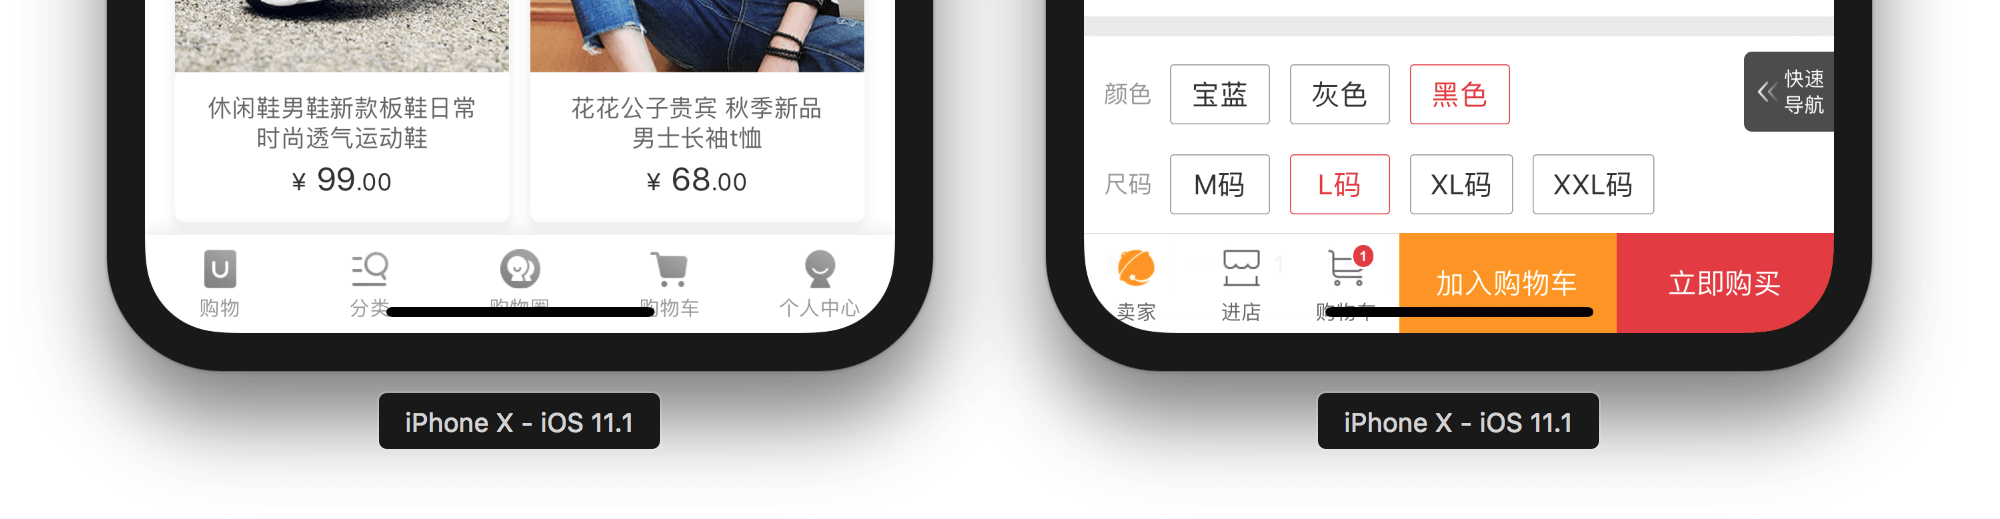 休闲鞋男鞋新款板鞋日常
时尚透气运动鞋
¥ 99.00
花花公子贵宾 秋季新品
男士长袖t恤
¥ 68.00
U
购物
分类
购物圈
购物车
个人中心
iPhone X – iOS 11.1
颜色
宝蓝
灰色
黑色
快速
导航
尺码
M码
L码
XL码
XXL码
卖家
进店
1
1
购物车
加入购物车
立即购买
iPhone X – iOS 11.1